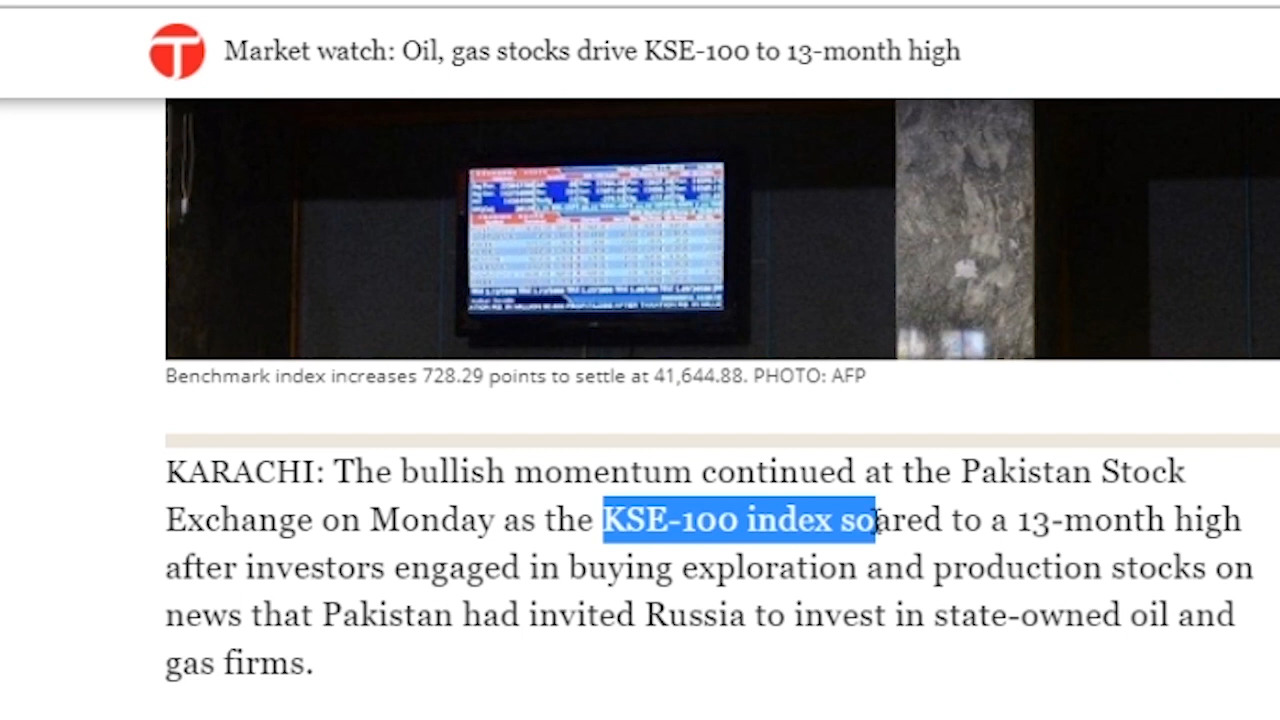 Market watch: Oil, gas stocks drive KSE-100 to 13-month high
Benchmark index increases 728.29 points to settle at 41,644.88. PHOTO: AFP
KARACHI: The bullish momentum continued at the Pakistan Stock
Exchange on Monday as the KSE-100 index soared to a 13-month high
after investors engaged in buying exploration and production stocks on
news that Pakistan had invited Russia to invest in state-owned oil and
gas firms.